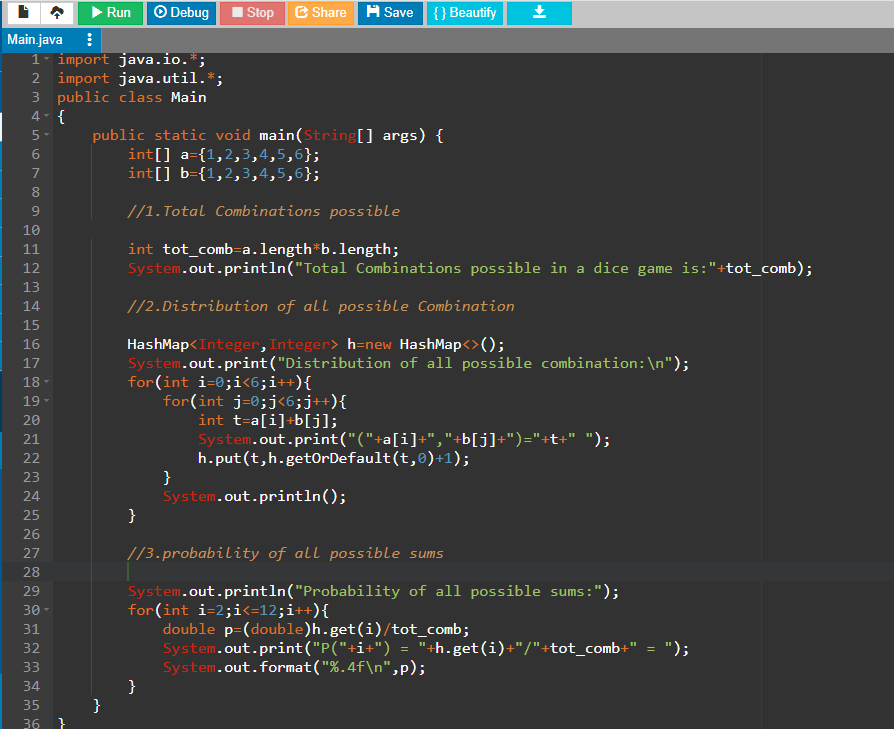 Run Debug Stop Share Save { } Beautify
Main.java
1 import java.io.*;
2 import java.util.*;
3 public class Main
4 {
5 public static void main(String[] args) {
6 int[] a={1,2,3,4,5,6};
7 int[] b={1,2,3,4,5,6};
8
9 //1.Total Combinations possible
10
11 int tot_comb=a.length*b.length;
12 System.out.println("Total Combinations possible in a dice game is:"+tot_comb);
13
14 //2.Distribution of all possible Combination
15
16 HashMap<Integer,Integer> h=new HashMap<>();
17 System.out.print("Distribution of all possible combination:\n");
18 for(int i=0;i<6;i++){
19 for(int j=0;j<6;j++){
20 int t=a[i]+b[j];
21 System.out.print("("+a[i]+","+b[j]+")="+t+" ");
22 h.put(t,h.getOrDefault(t,0)+1);
23 }
24 System.out.println();
25 }
26
27 //3.probability of all possible sums
28
29 System.out.println("Probability of all possible sums:");
30 for(int i=2;i<=12;i++){
31 double p=(double)h.get(i)/tot_comb;
32 System.out.print("P("+i+") = "+h.get(i)+"/"+tot_comb+" = ");
33 System.out.format("%.4f\n",p);
34 }
35 }
36 }